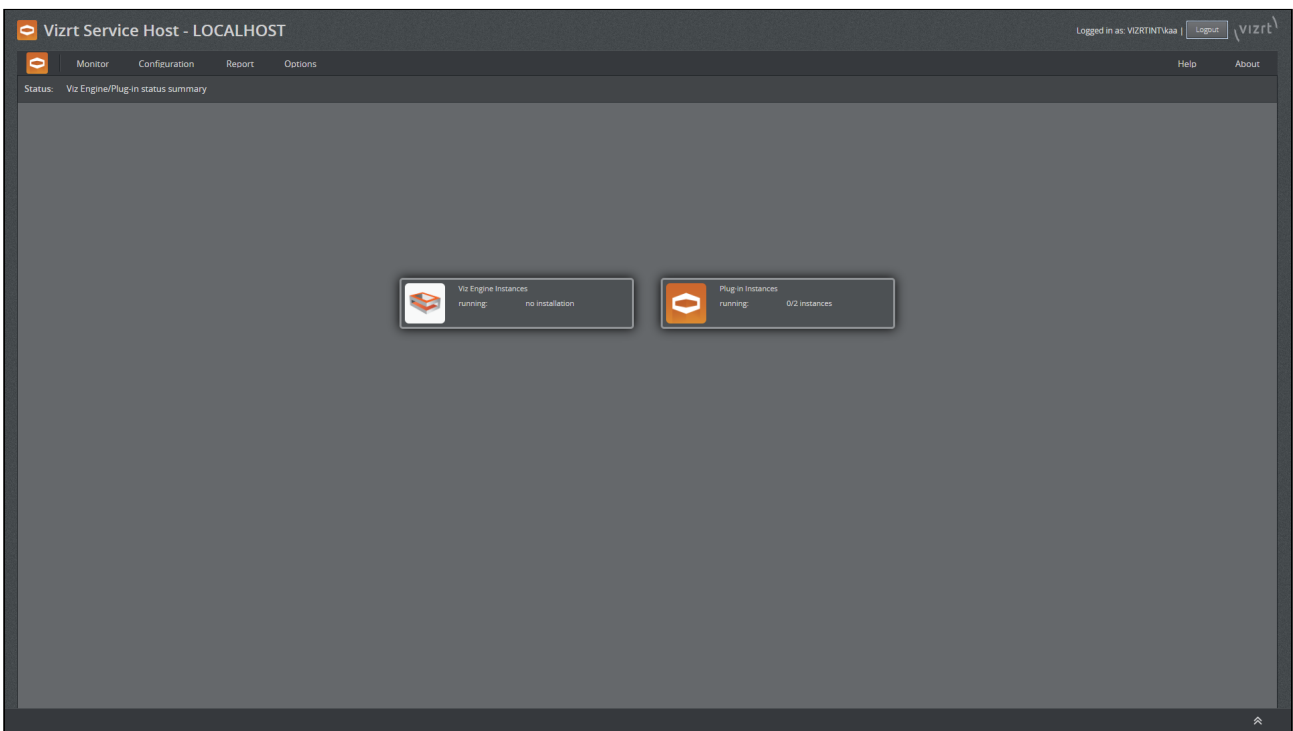 Vizrt Service Host - LOCALHOST
Logged in as: VIZRTINT\kaa | Logout vizrt
Monitor Configuration Report Options Help About
Status: Viz Engine/Plug-in status summary
Viz Engine Instances
running: no installation
Plug-in Instances
running: 0/2 instances